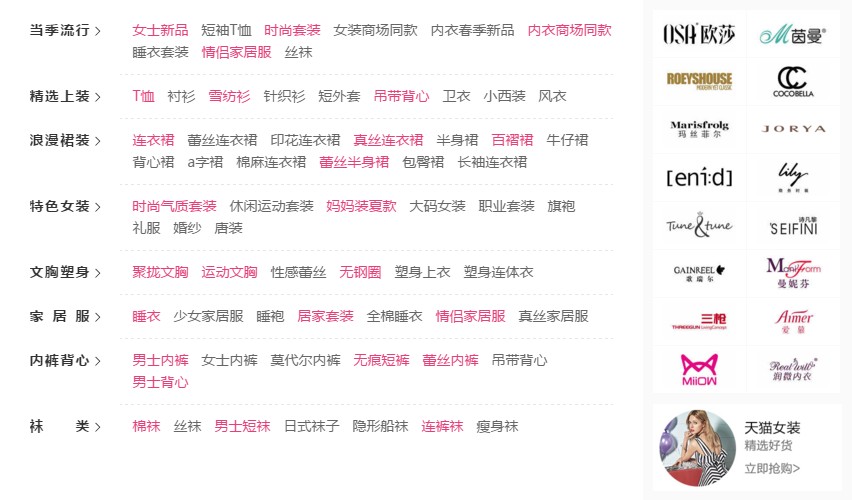 当季流行 > 女士新品 短袖T恤 时尚套装 女装商场同款 内衣春季新品 内衣商场同款
睡衣套装 情侣家居服 丝袜
精选上装 > T恤 衬衫 雪纺衫 针织衫 短外套 吊带背心 卫衣 小西装 风衣
浪漫裙装 > 连衣裙 蕾丝连衣裙 印花连衣裙 真丝连衣裙 半身裙 百褶裙 牛仔裙
背心裙 a字裙 棉麻连衣裙 蕾丝半身裙 包臀裙 长袖连衣裙
特色女装 > 时尚气质套装 休闲运动套装 妈妈装夏款 大码女装 职业套装 旗袍
礼服 婚纱 唐装
文胸塑身 > 聚拢文胸 运动文胸 性感蕾丝 无钢圈 塑身上衣 塑身连体衣
家居服 > 睡衣 少女家居服 睡袍 居家套装 全棉睡衣 情侣家居服 真丝家居服
内裤背心 > 男士内裤 女士内裤 莫代尔内裤 无痕短裤 蕾丝内裤 吊带背心
男士背心
袜类 > 棉袜 丝袜 男士短袜 日式袜子 隐形船袜 连裤袜 瘦身袜
OSA®欧莎
茵曼®
ROEYSHOUSE
MODERN YET CLASSIC
COCOBELLA
Marisfrolg
玛丝菲尔
JORYA
[eni:d]
lily
商务时装
Tune&tune
诗凡黎
SEIFINI
GAINREEL
歌瑞尔
ManiForm
曼妮芬
三枪
THREEGUN LivingConcept
Aimer
爱慕
MiiOW
Realwill®
润微内衣
天猫女装
精选好货
立即抢购>